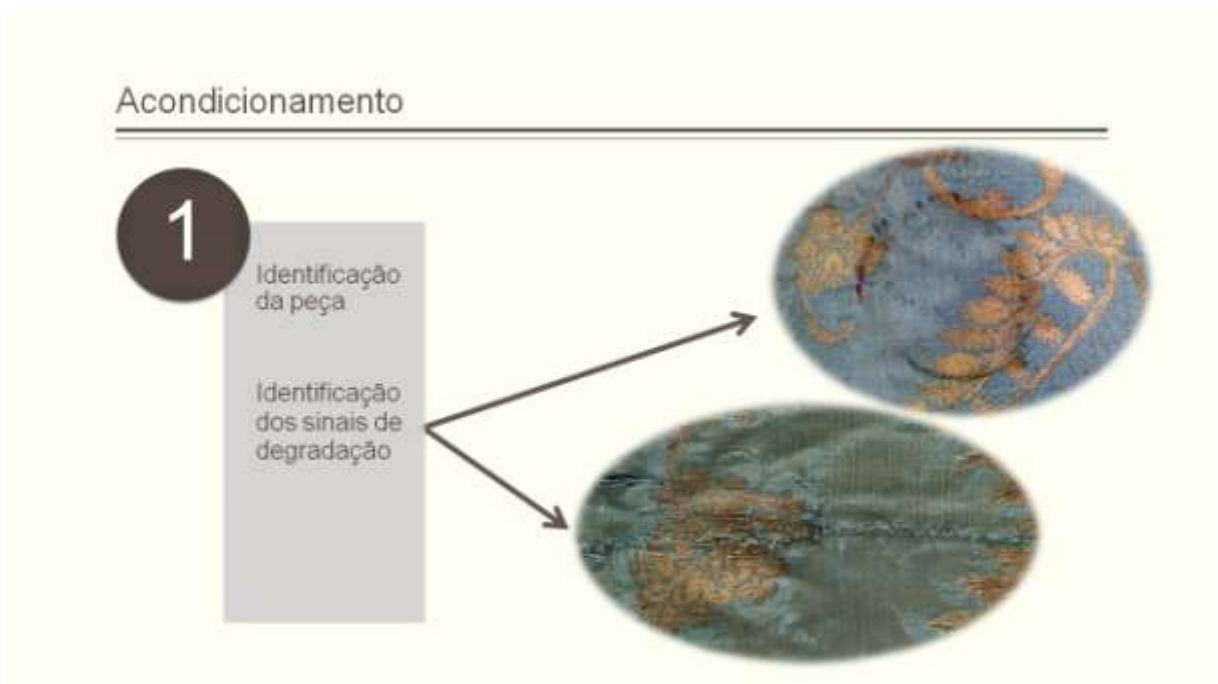 Acondicionamento
1
Identificação
da peça
Identificação
dos sinais de
degradação